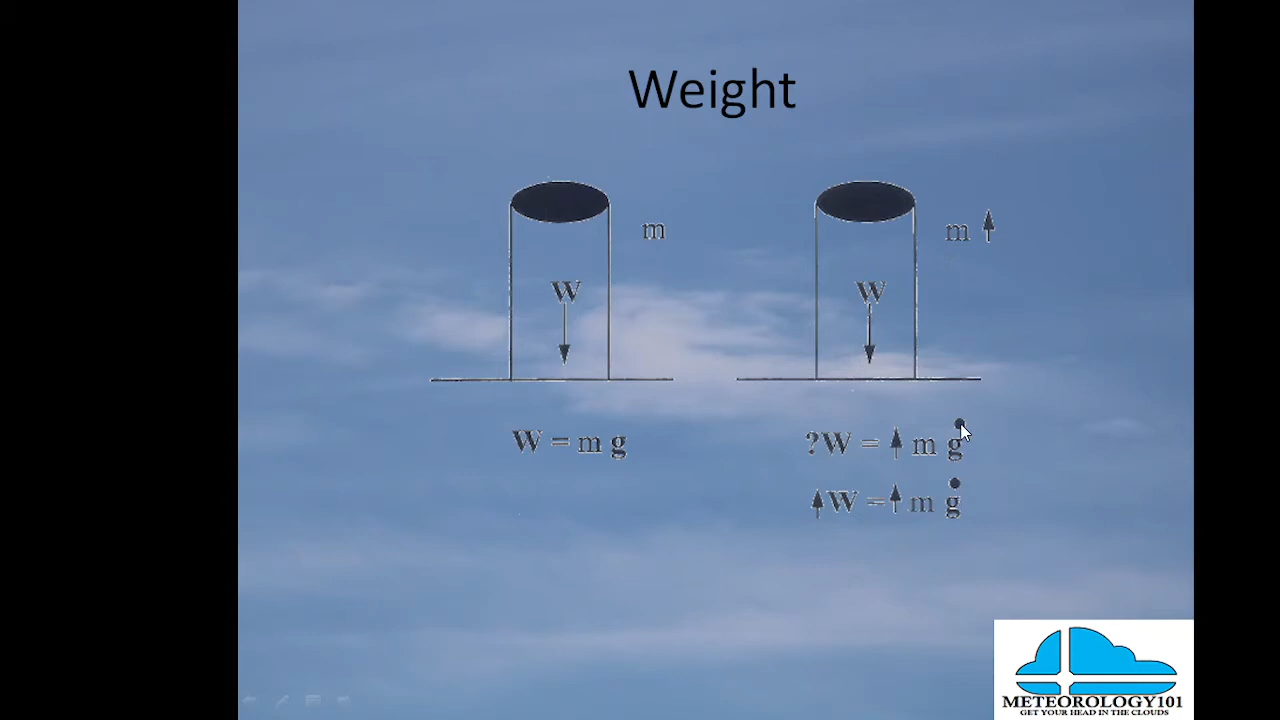 Weight
m
m ↑
W
W
W = m g
?W = ↑ m g
↑W = ↑ m g
METEOROLOGY101
GET YOUR HEAD IN THE CLOUDS